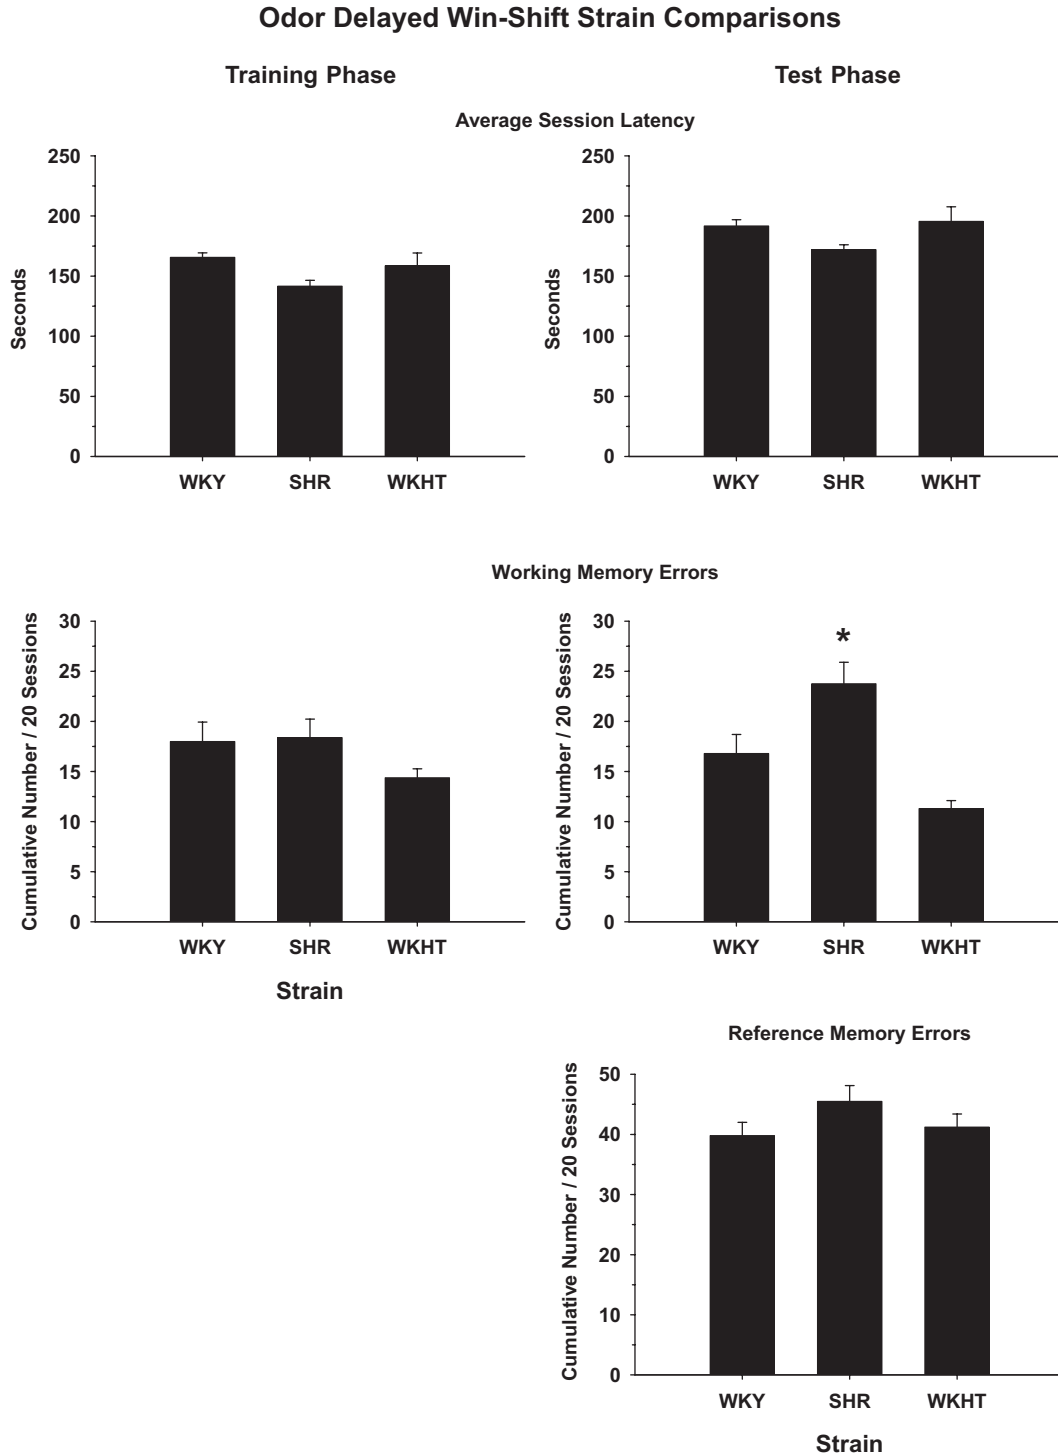 Odor Delayed Win-Shift Strain Comparisons
Training Phase
Test Phase
Average Session Latency
Seconds
250
200
150
100
50
0
WKY SHR WKHT
Seconds
250
200
150
100
50
0
WKY SHR WKHT
Working Memory Errors
Cumulative Number / 20 Sessions
30
25
20
15
10
5
0
WKY SHR WKHT
Strain
Cumulative Number / 20 Sessions
30
25
20
15
10
5
0
*
WKY SHR WKHT
Reference Memory Errors
Cumulative Number / 20 Sessions
50
40
30
20
10
0
WKY SHR WKHT
Strain